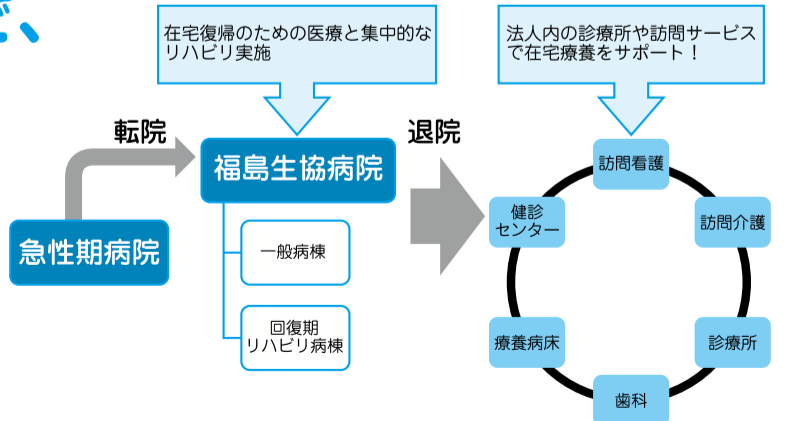 在宅復帰のための医療と集中的な
リハビリ実施
法人内の診療所や訪問サービス
で在宅療養をサポート！
転院
退院
福島生協病院
急性期病院
一般病棟
回復期
リハビリ病棟
訪問看護
健診
センター
訪問介護
療養病床
診療所
歯科